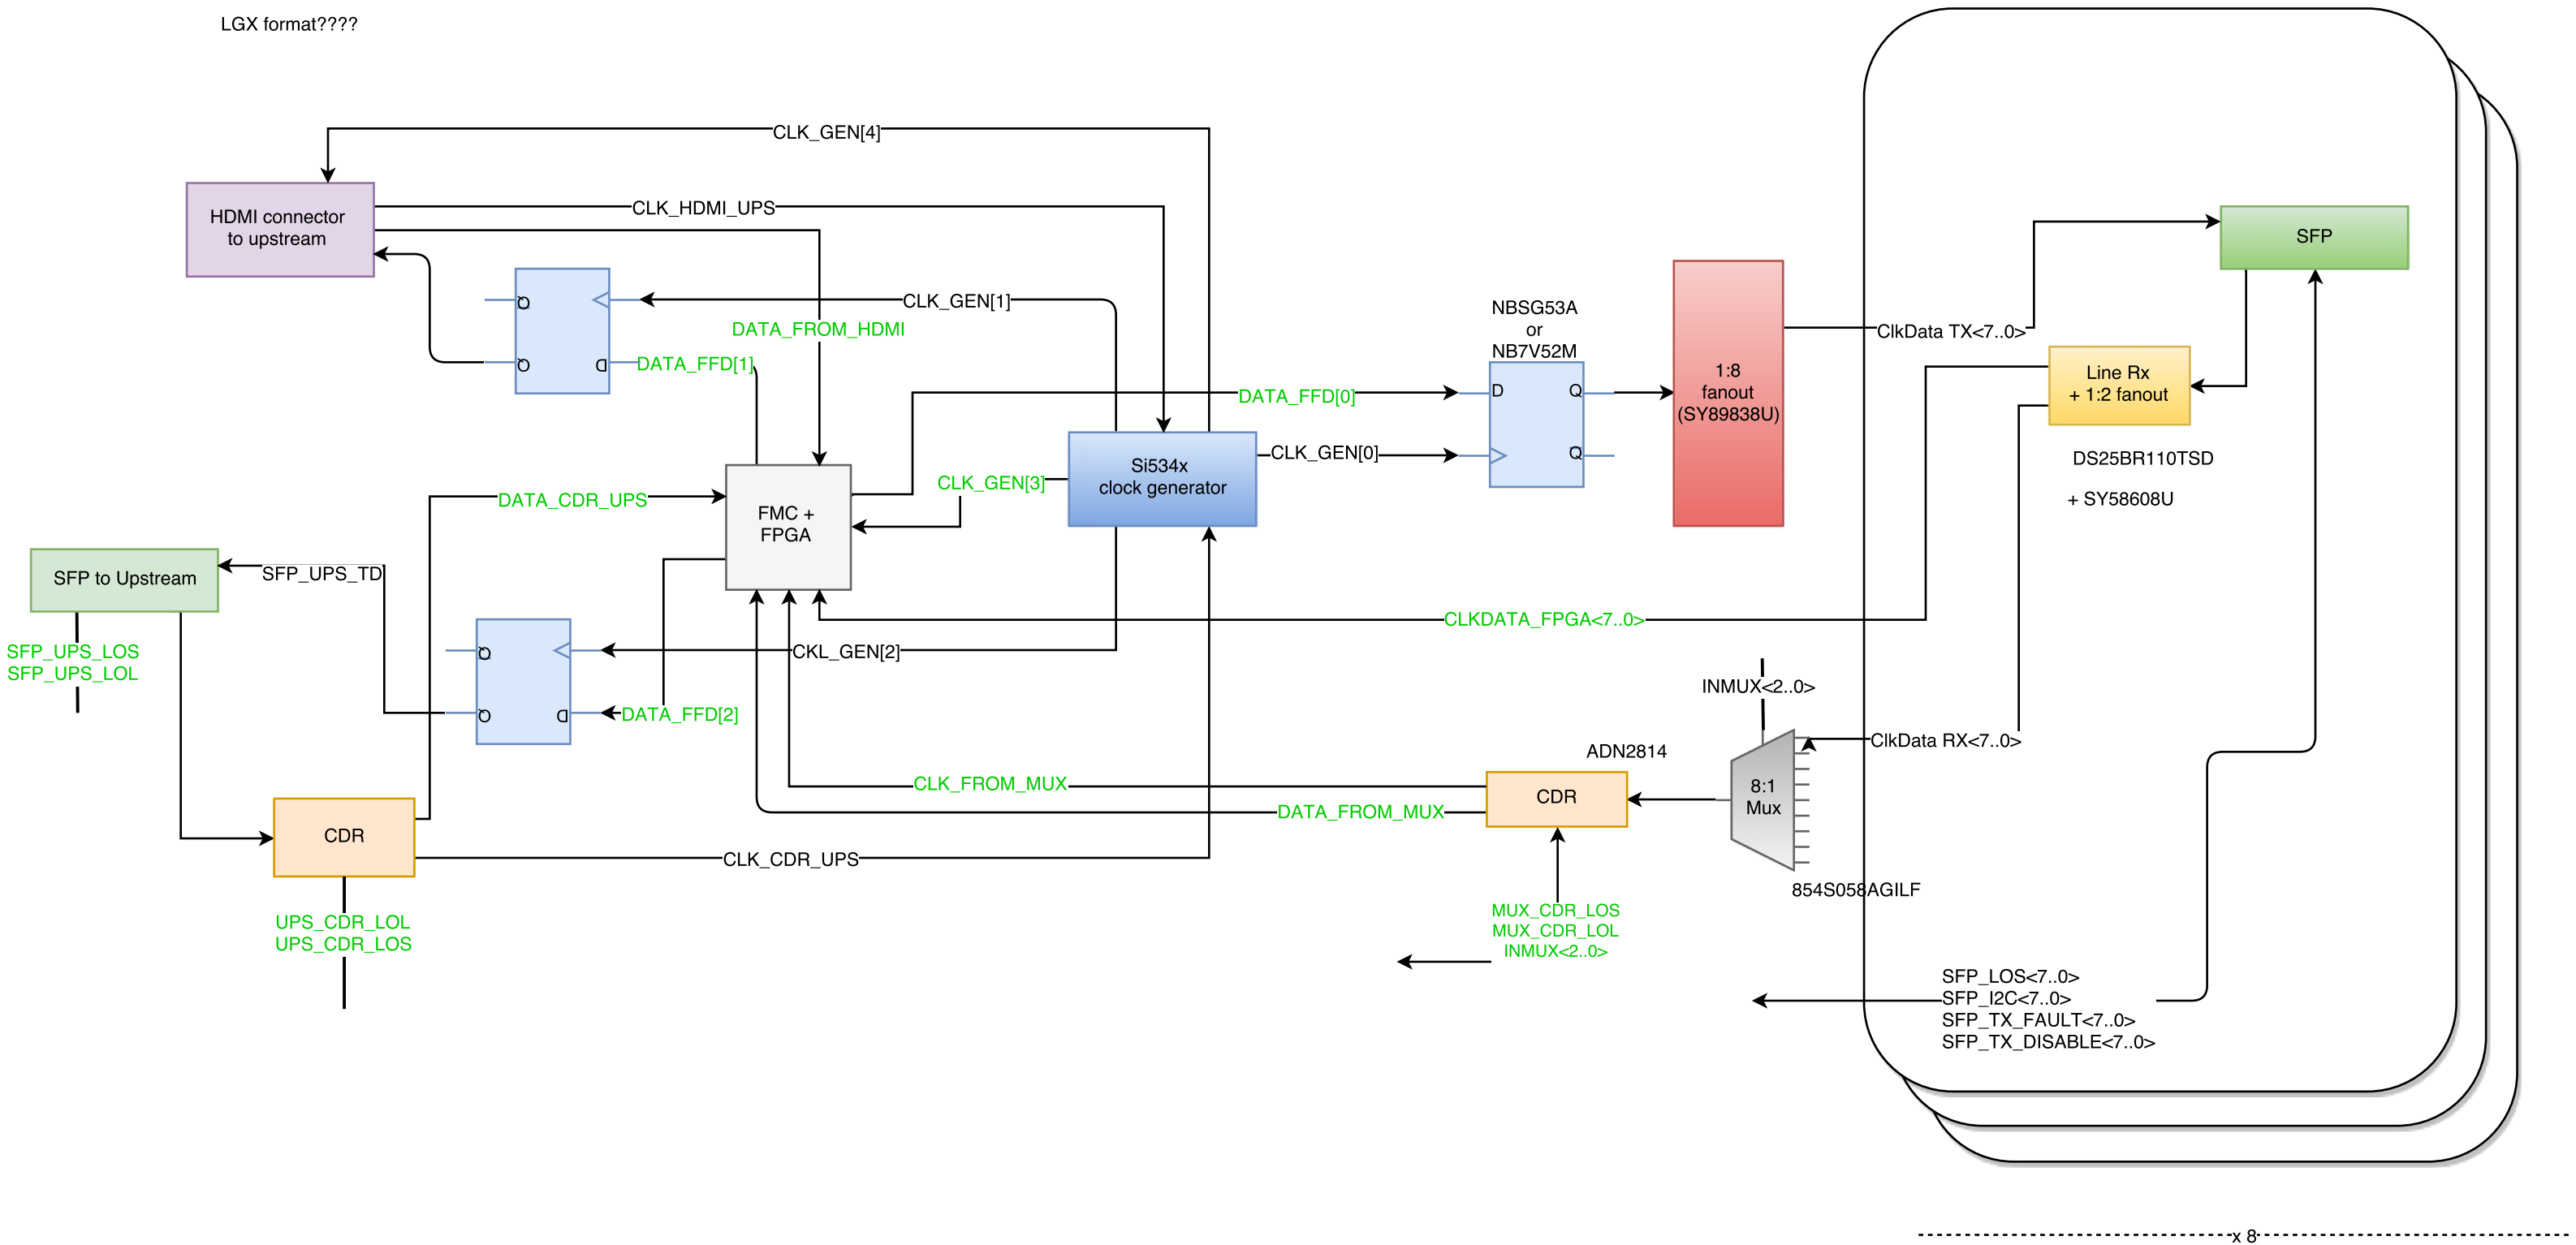 LGX format????
CLK_GEN[4]
HDMI connector
to upstream
CLK_HDMI_UPS
SFP
Q
CLK_GEN[1]
DATA_FROM_HDMI
Q
D
DATA_FFD[1]
NBSG53A
or
NB7V52M
ClkData TX<7..0>
1:8
fanout
(SY89838U)
Line Rx
+ 1:2 fanout
DATA_FFD[0]
D
Q
Q
CLK_GEN[0]
Si534x
clock generator
CLK_GEN[3]
DS25BR110TSD
+ SY58608U
DATA_CDR_UPS
FMC +
FPGA
SFP to Upstream
SFP_UPS_TD
CLKDATA_FPGA<7..0>
SFP_UPS_LOS
SFP_UPS_LOL
Q
CKL_GEN[2]
Q
D
DATA_FFD[2]
INMUX<2..0>
ClkData RX<7..0>
ADN2814
8:1
Mux
CLK_FROM_MUX
CDR
DATA_FROM_MUX
CDR
CLK_CDR_UPS
854S058AGILF
UPS_CDR_LOL
UPS_CDR_LOS
MUX_CDR_LOS
MUX_CDR_LOL
INMUX<2..0>
SFP_LOS<7..0>
SFP_I2C<7..0>
SFP_TX_FAULT<7..0>
SFP_TX_DISABLE<7..0>
x 8